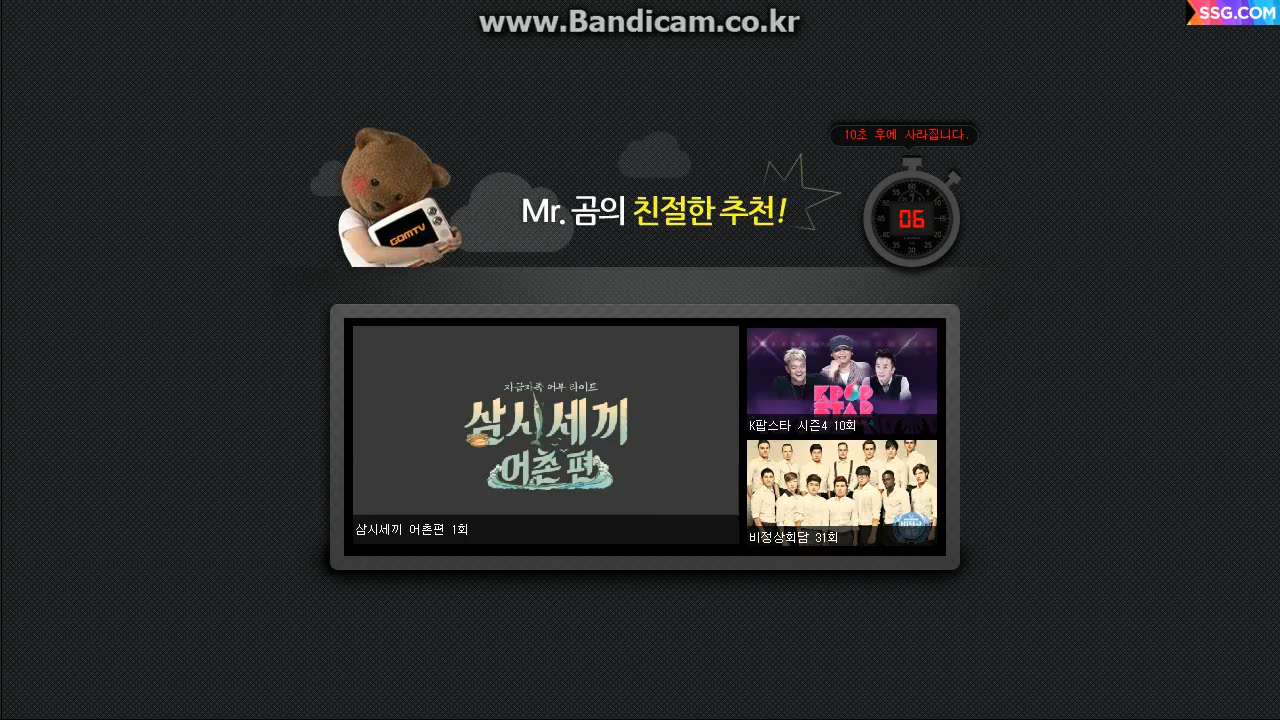 www.Bandicam.co.kr
SSG.COM
10초 후에 사라집니다.
Mr. 곰의 친절한 추천!
GOMTV
06
자급자족 어부 라이프
삼시세끼
어촌편
삼시세끼 어촌편 1회
KPOP
STAR
K팝스타 시즌4 10회
비정상회담 31회